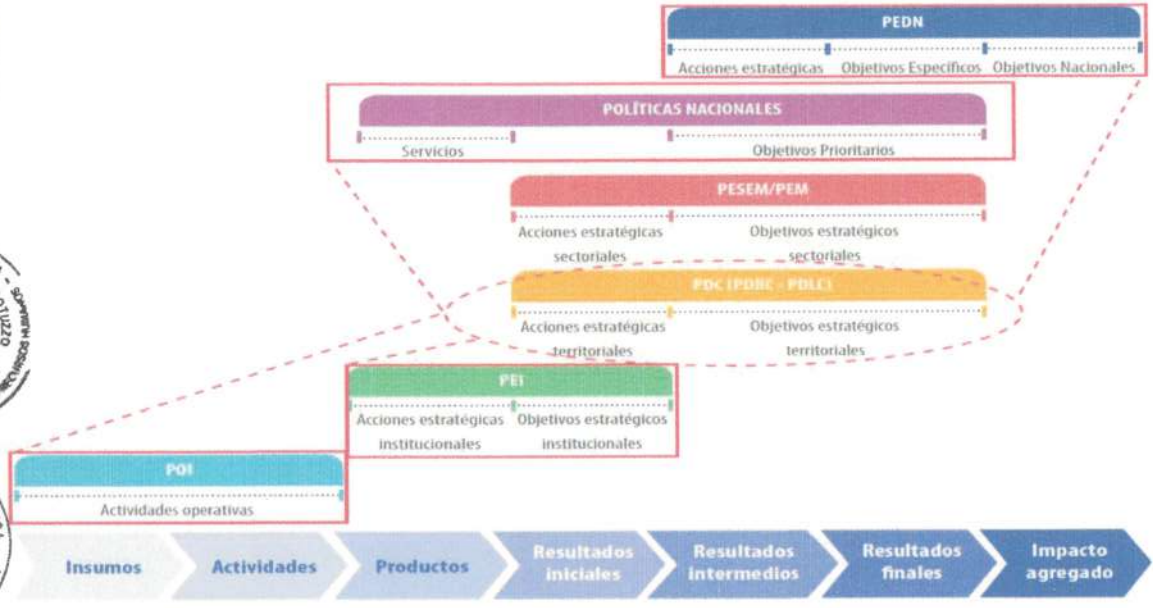 PEDN
Acciones estratégicas Objetivos Específicos Objetivos Nacionales
POLÍTICAS NACIONALES
Servicios Objetivos Prioritarios
PESEM/PEM
Acciones estratégicas Objetivos estratégicos
sectoriales sectoriales
PDC (PDRC - PDLC)
Acciones estratégicas Objetivos estratégicos
territoriales territoriales
PEI
Acciones estratégicas Objetivos estratégicos
institucionales institucionales
POI
Actividades operativas
Insumos Actividades Productos Resultados Resultados Resultados Impacto
iniciales intermedios finales agregado
RECURSOS HUMANOS